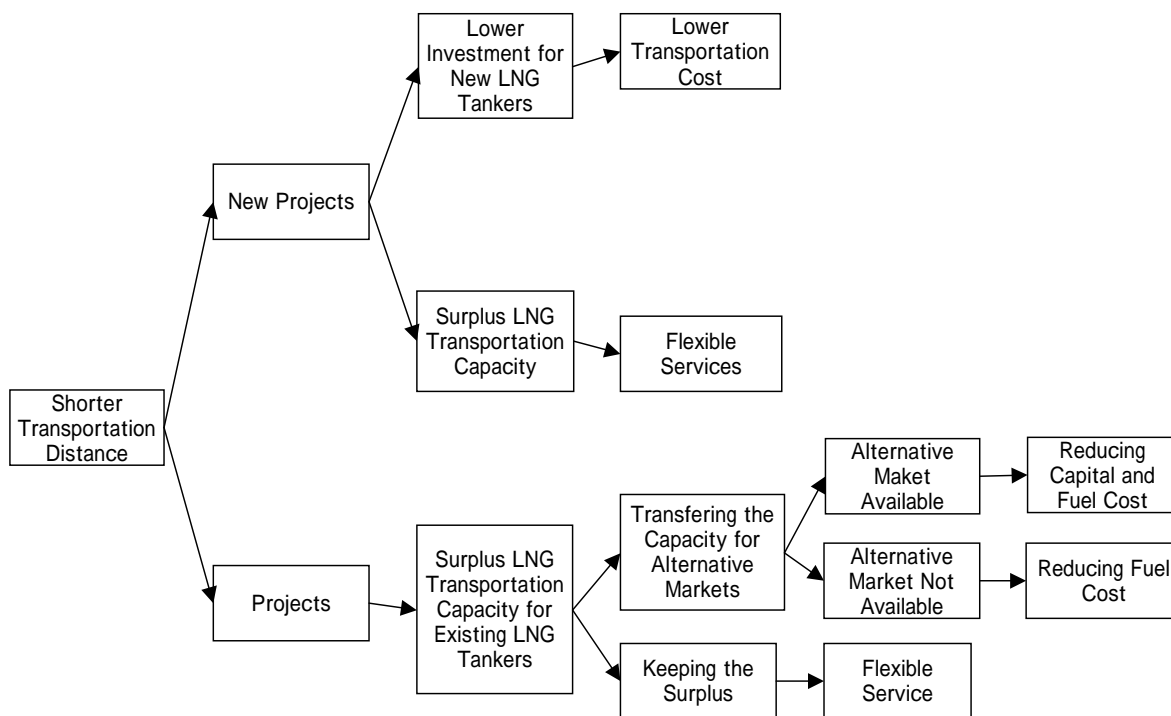 Lower
Investment for
New LNG
Tankers
Lower
Transportation
Cost
New Projects
Surplus LNG
Transportation
Capacity
Flexible
Services
Shorter
Transportation
Distance
Projects
Surplus LNG
Transportation
Capacity for
Existing LNG
Tankers
Transfering the
Capacity for
Alternative
Markets
Alternative
Maket
Available
Reducing
Capital and
Fuel Cost
Alternative
Market Not
Available
Reducing Fuel
Cost
Keeping the
Surplus
Flexible
Service